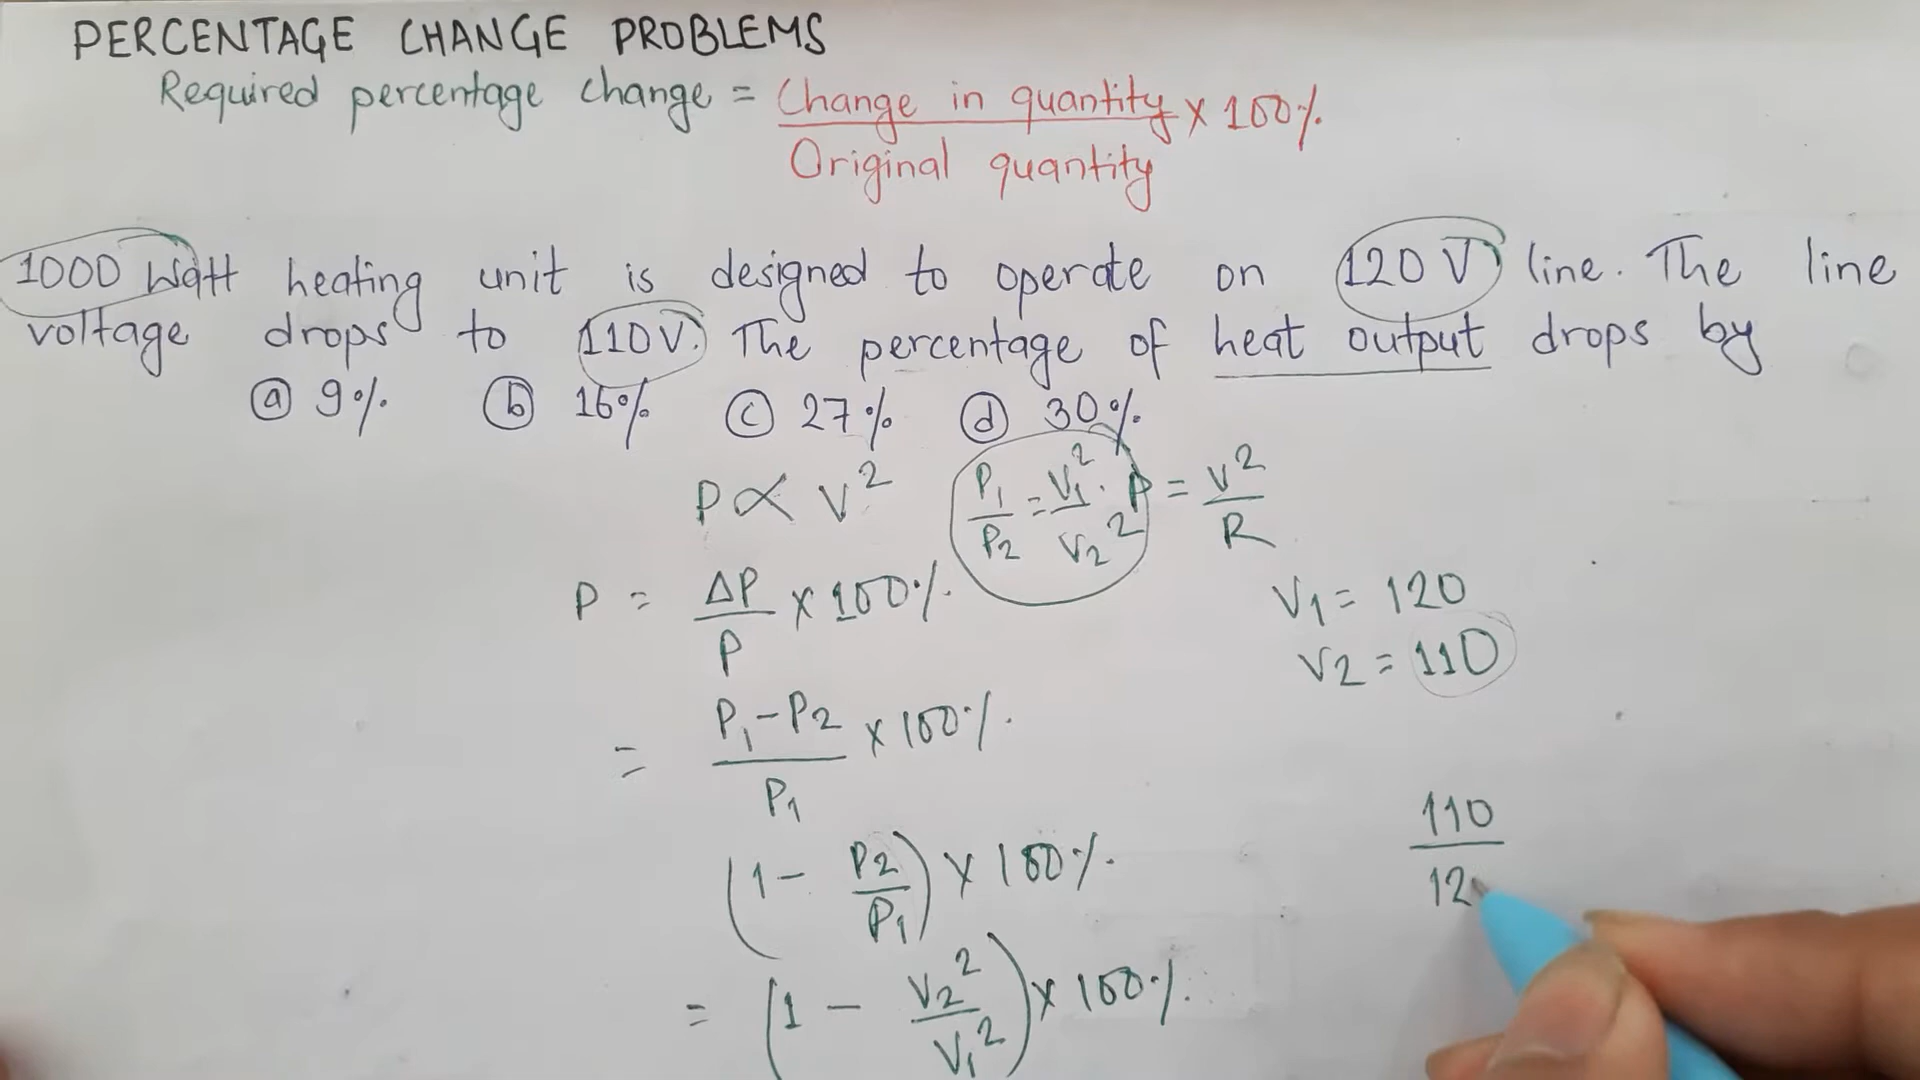 PERCENTAGE CHANGE PROBLEMS
Required percentage change = Change in quantity × 100%
Original quantity
1000 Watt heating unit is designed to operate on 120 V line. The line
voltage drops to 110V. The percentage of heat output drops by
ⓐ 9% ⓑ 16% ⓒ 27% ⓓ 30%
P ∝ V² P₁/P₂ = V₁²/V₂² P = V²/R
P = ΔP/P × 100%
V₁ = 120
V₂ = 110
= P₁-P₂/P₁ × 100%
(1 - P₂/P₁) × 100%
110
12
= (1 - V₂²/V₁²) × 100%